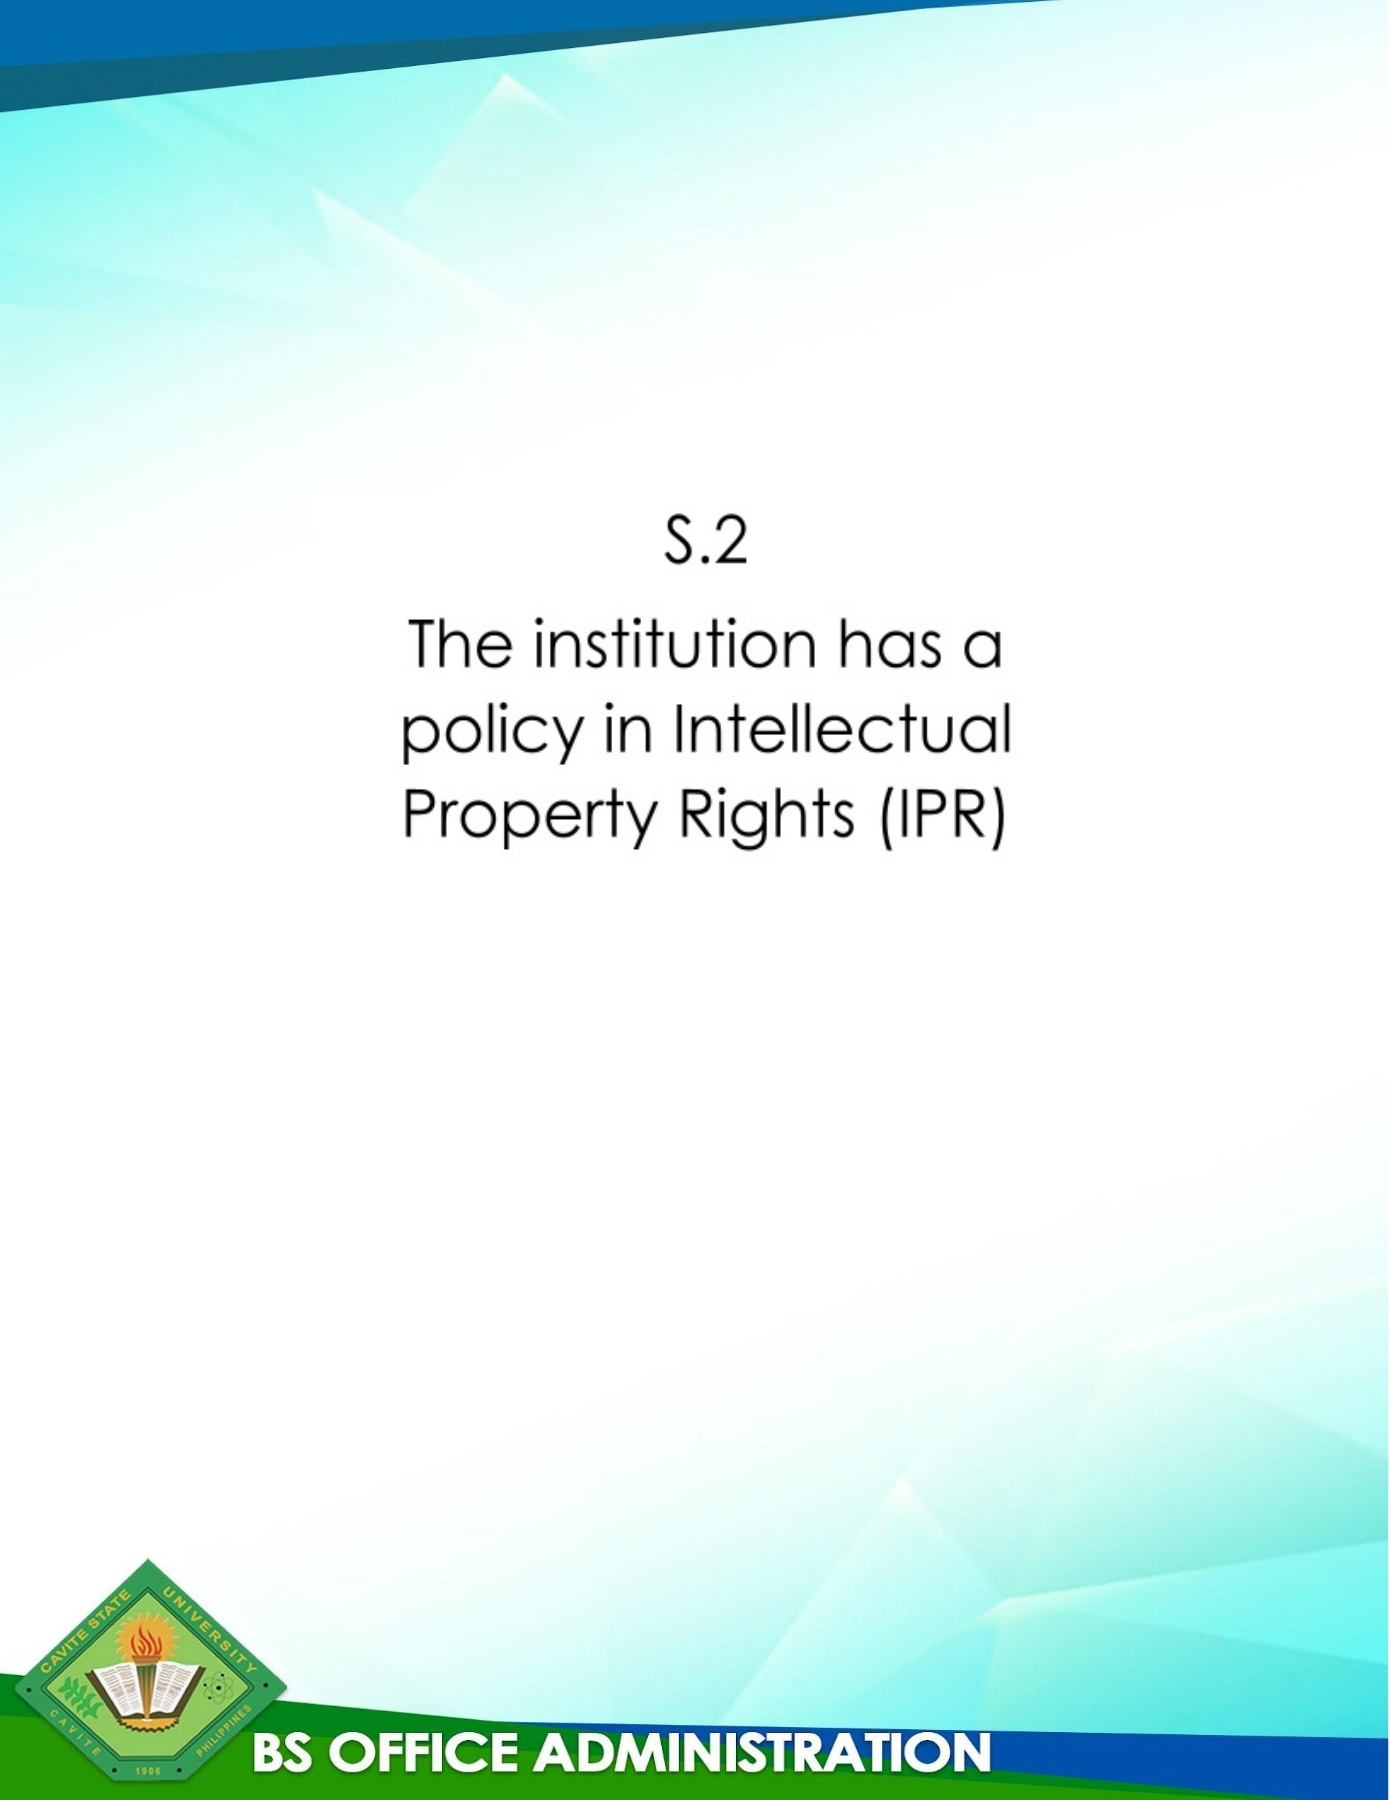 S.2
The institution has a
policy in Intellectual
Property Rights (IPR)
CAVITE STATE UNIVERSITY
CAVITE PHILIPPINES
1906
BS OFFICE ADMINISTRATION